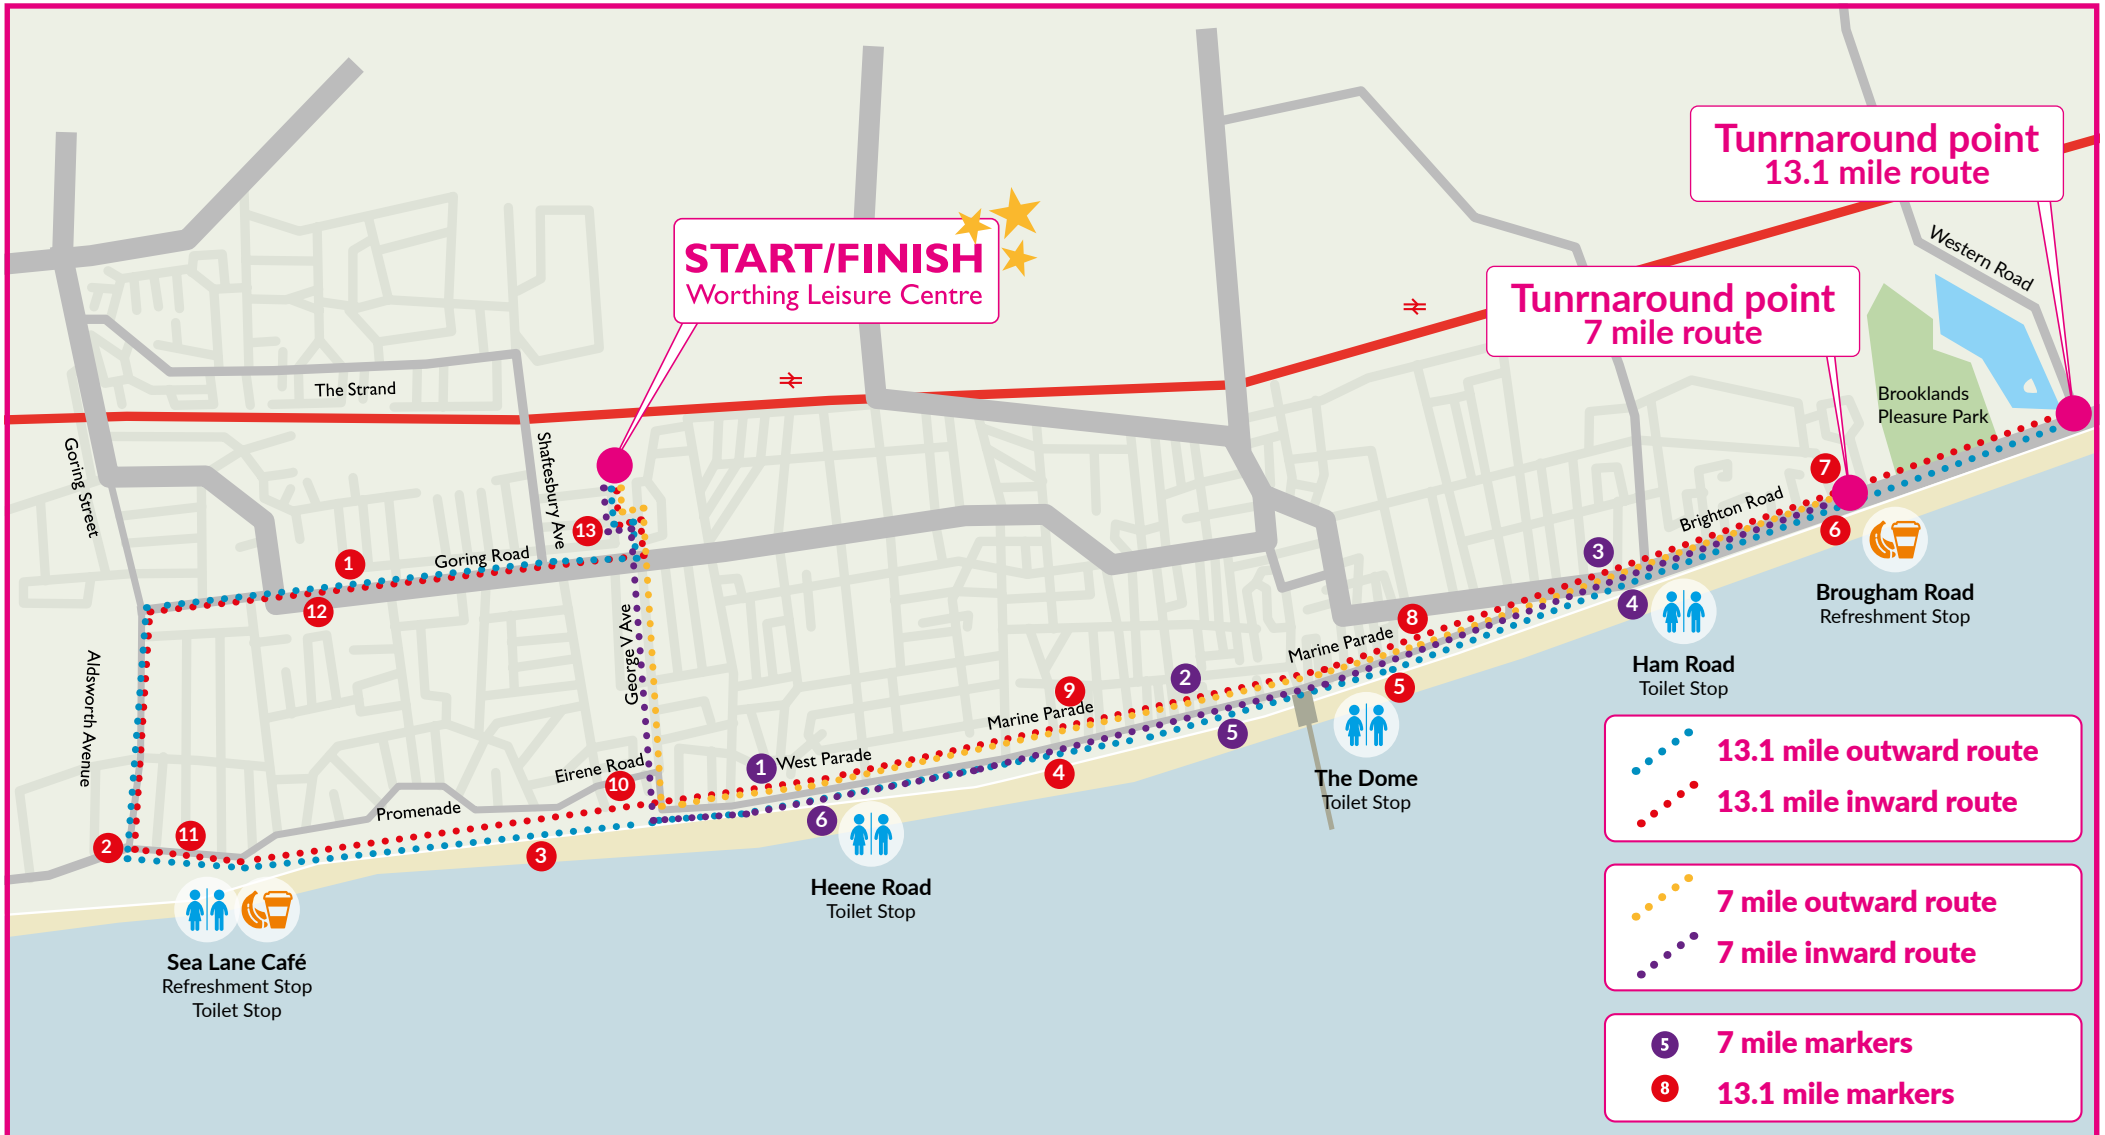 Tunrnaround point
13.1 mile route
START/FINISH
Worthing Leisure Centre
Western Road
Tunrnaround point
7 mile route
The Strand
Brooklands
Pleasure Park
Goring Street
Shaftesbury Ave
7
13
Brighton Road
6
3
Goring Road
1
12
4
Brougham Road
Refreshment Stop
George V Ave
8
Marine Parade
Ham Road
Toilet Stop
Aldsworth Avenue
2
9
5
Marine Parade
5
1
West Parade
Eirene Road
10
4
The Dome
Toilet Stop
Promenade
6
11
2
3
Heene Road
Toilet Stop
Sea Lane Café
Refreshment Stop
Toilet Stop
13.1 mile outward route
13.1 mile inward route
7 mile outward route
7 mile inward route
5
7 mile markers
8
13.1 mile markers